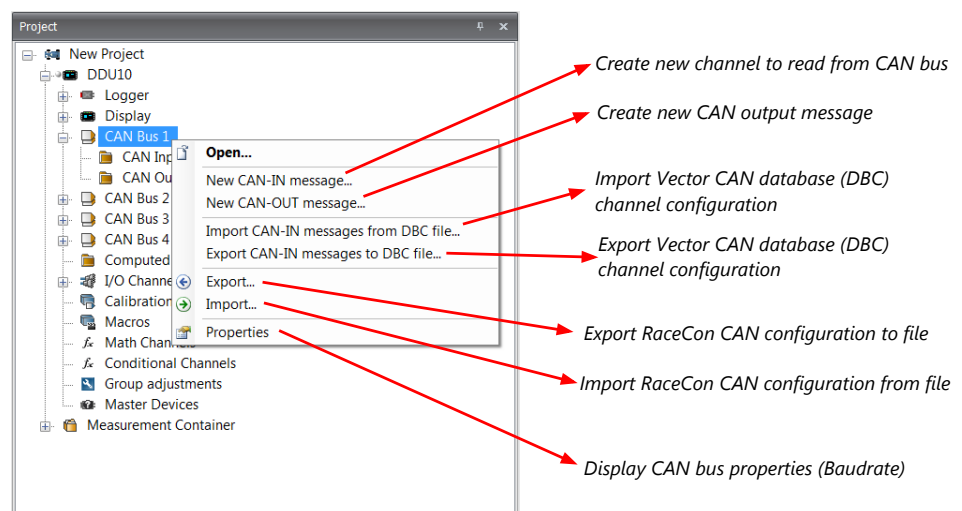 Project
New Project
DDU10
Logger
Display
CAN Bus 1
CAN Inp
CAN Ou
CAN Bus 2
CAN Bus 3
CAN Bus 4
Computed
I/O Channe
Calibration
Macros
Math Channels
Conditional Channels
Group adjustments
Master Devices
Measurement Container
Open...
New CAN-IN message...
New CAN-OUT message...
Import CAN-IN messages from DBC file...
Export CAN-IN messages to DBC file...
Export...
Import...
Properties
Create new channel to read from CAN bus
Create new CAN output message
Import Vector CAN database (DBC)
channel configuration
Export Vector CAN database (DBC)
channel configuration
Export RaceCon CAN configuration to file
Import RaceCon CAN configuration from file
Display CAN bus properties (Baudrate)